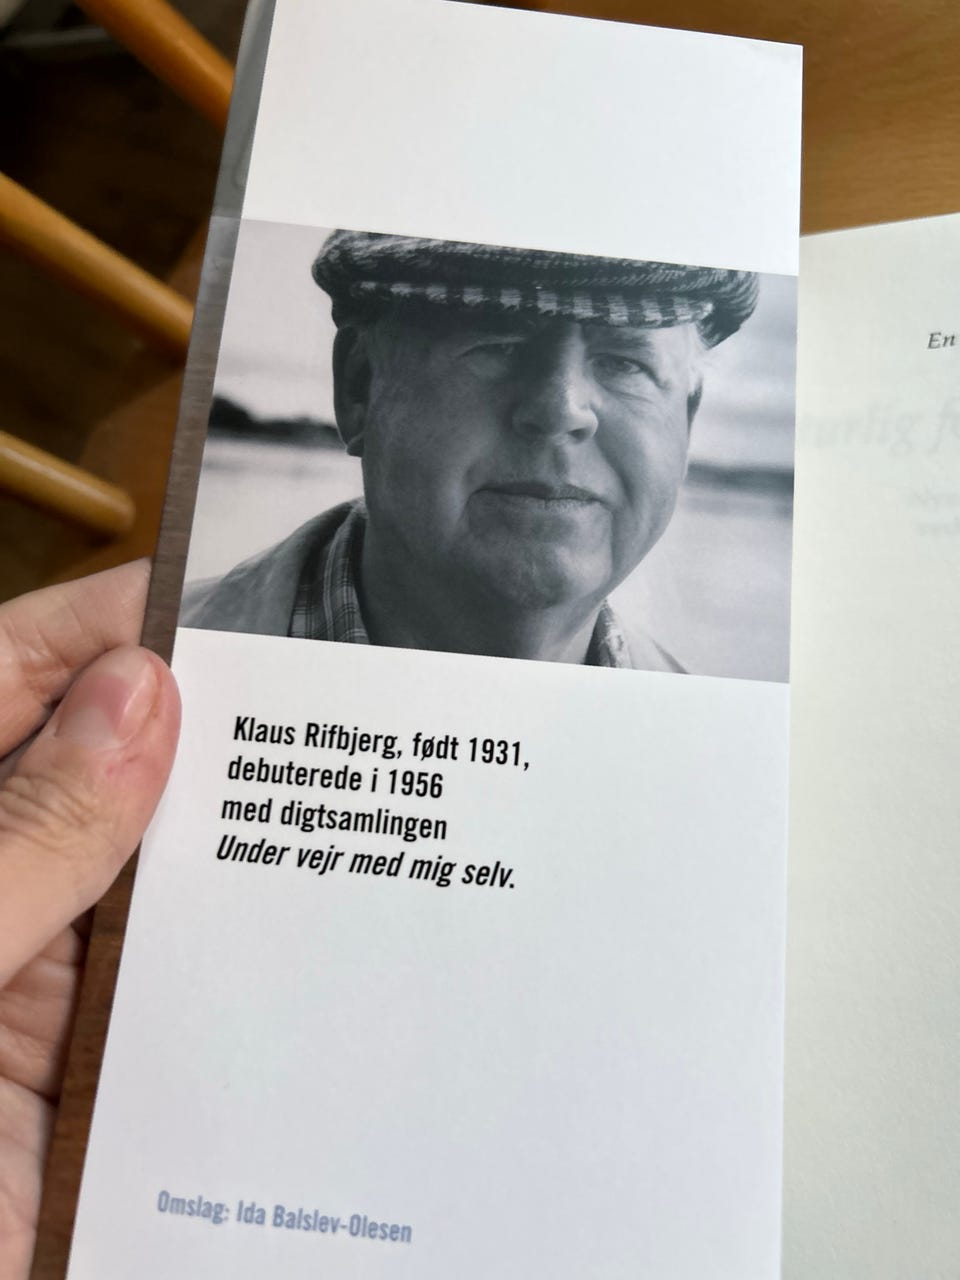 Klaus Rifbjerg, født 1931,
debuterede i 1956
med digtsamlingen
Under vejr med mig selv.
Omslag: Ida Balslev-Olesen
En